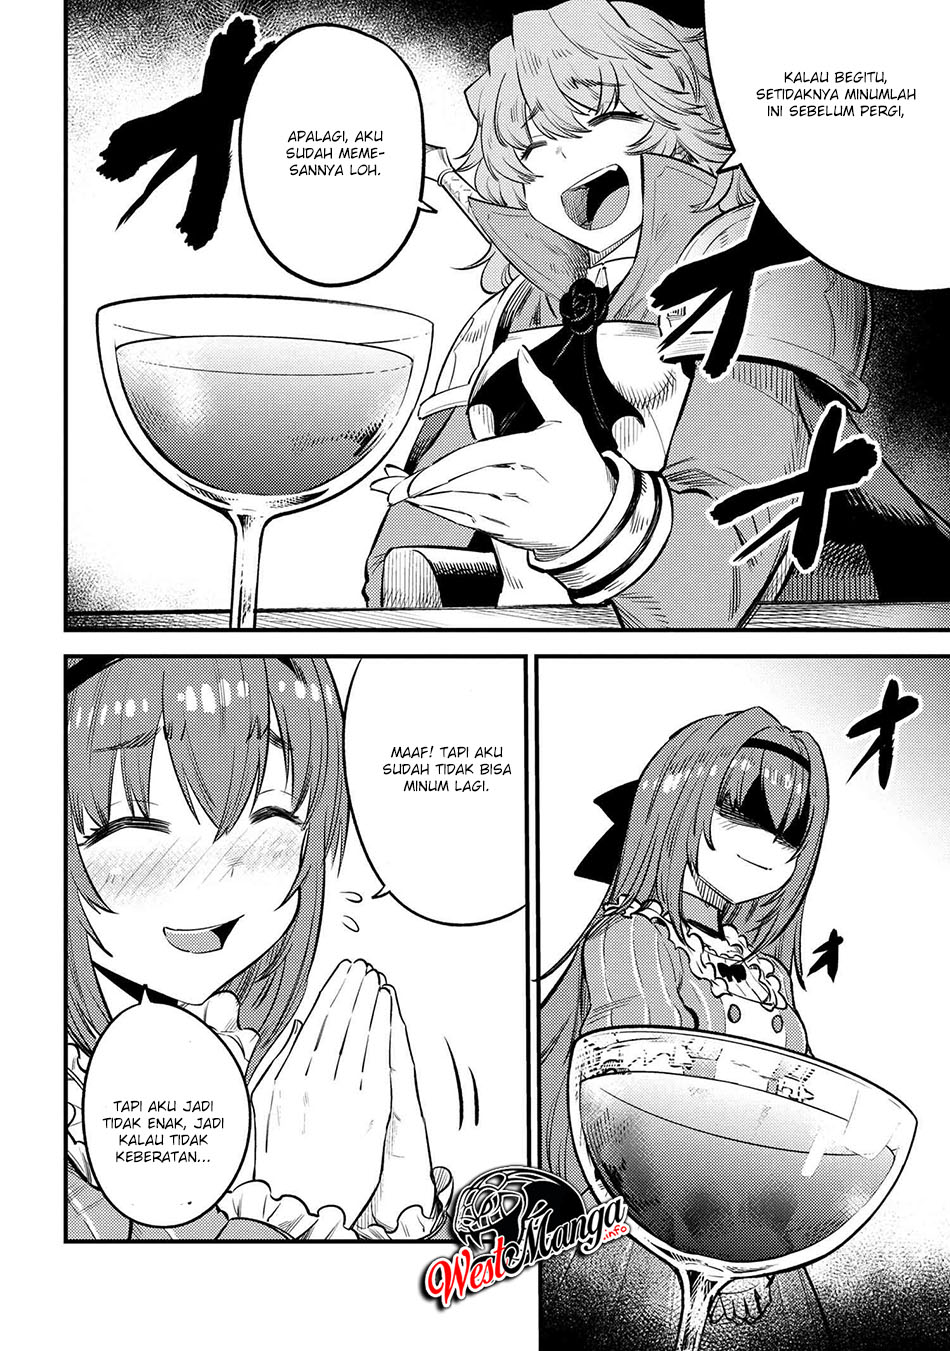 KALAU BEGITU,
SETIDAKNYA MINUMLAH
INI SEBELUM PERGI,
APALAGI, AKU
SUDAH MEME-
SANNYA LOH.
MAAF! TAPI AKU
SUDAH TIDAK BISA
MINUM LAGI.
TAPI AKU JADI
TIDAK ENAK, JADI
KALAU TIDAK
KEBERATAN...
WESTMANGA
.info